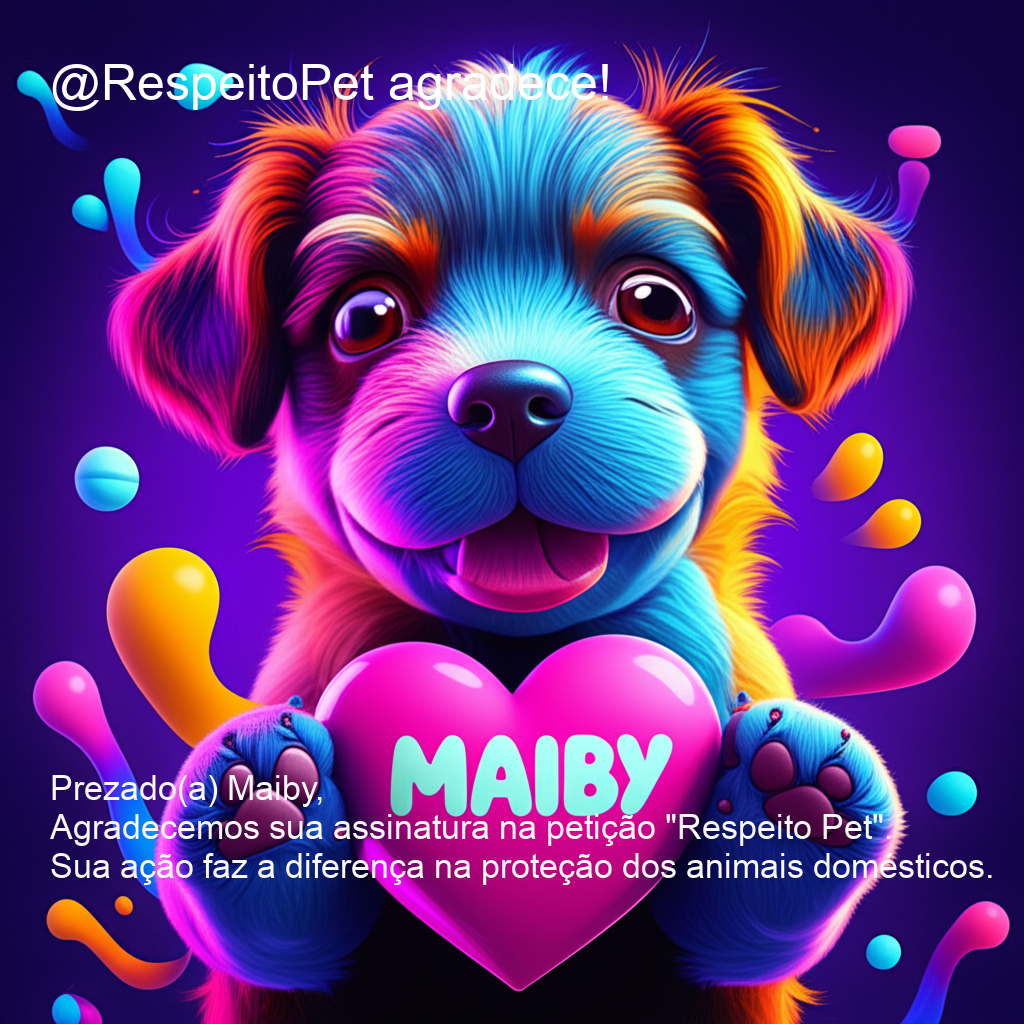 @RespeitoPet agradece!
MAIBY
Prezado(a) Maiby,
Agradecemos sua assinatura na petição "Respeito Pet".
Sua ação faz a diferença na proteção dos animais domésticos.